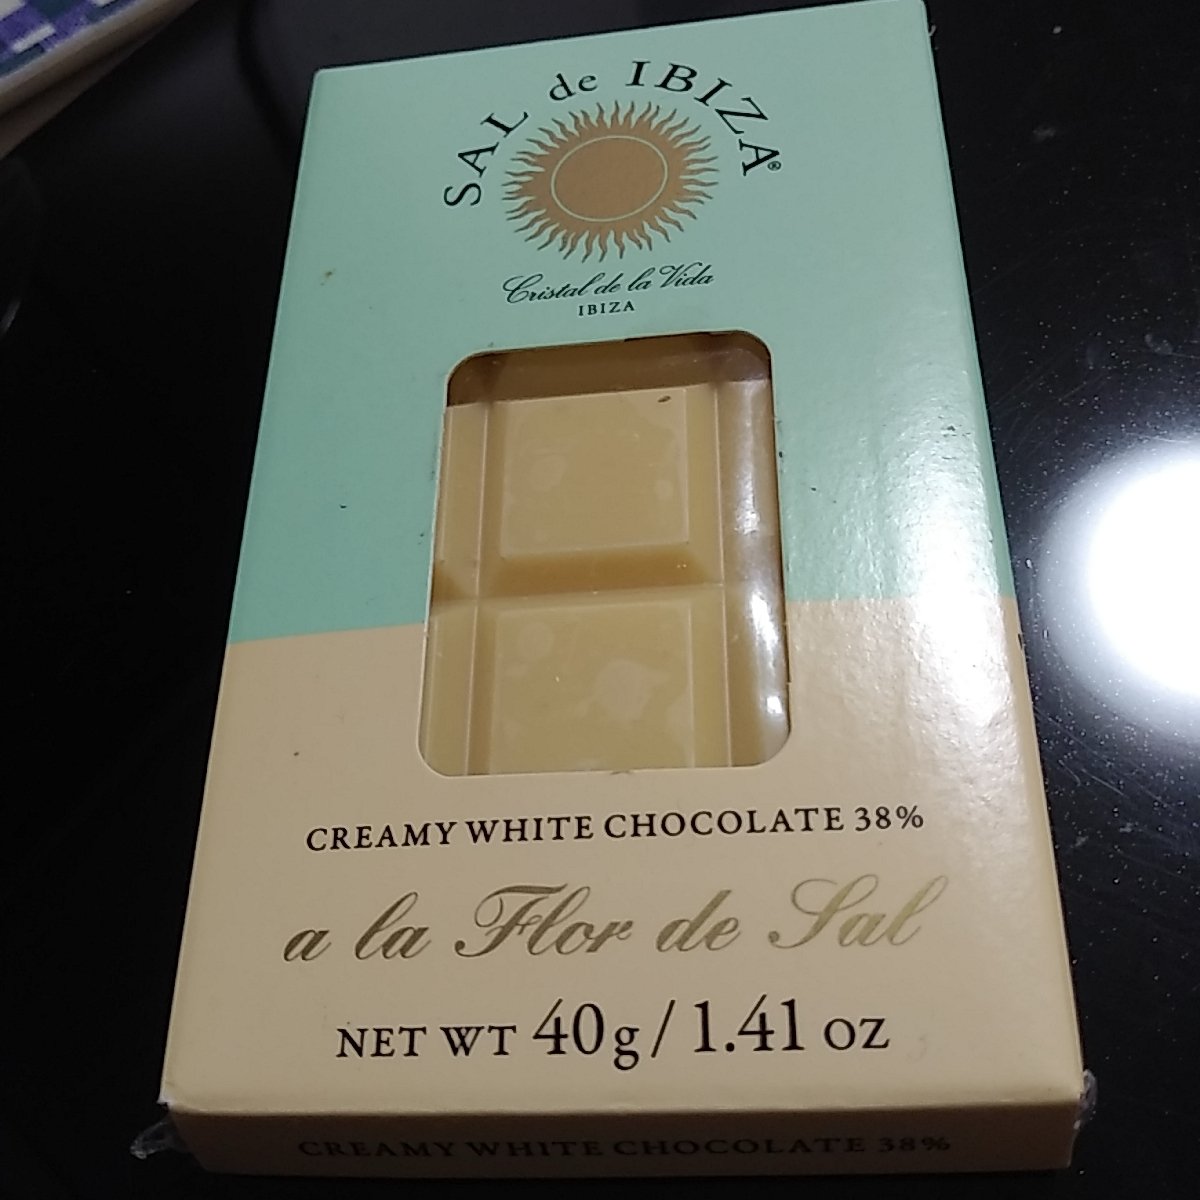 SAL de IBIZA®
Cristal de la Vida
IBIZA
CREAMY WHITE CHOCOLATE 38%
a la Flor de Sal
NET WT 40g / 1.41 oz
CREAMY WHITE CHOCOLATE 38%